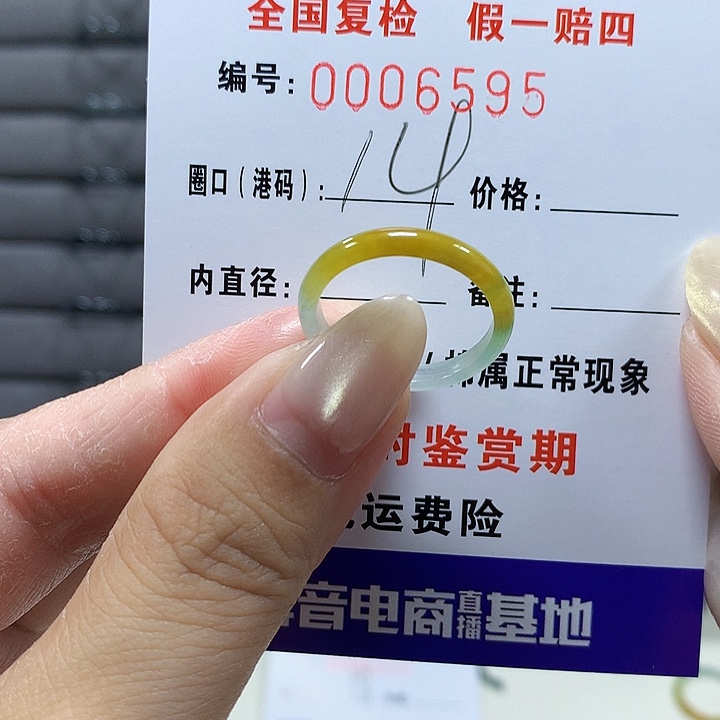 全国复检 假一赔四
编号: 0006595
圈口(港码): 14 价格:
内直径: 备注:
棉属正常现象
时鉴赏期
运费险
音电商直播基地